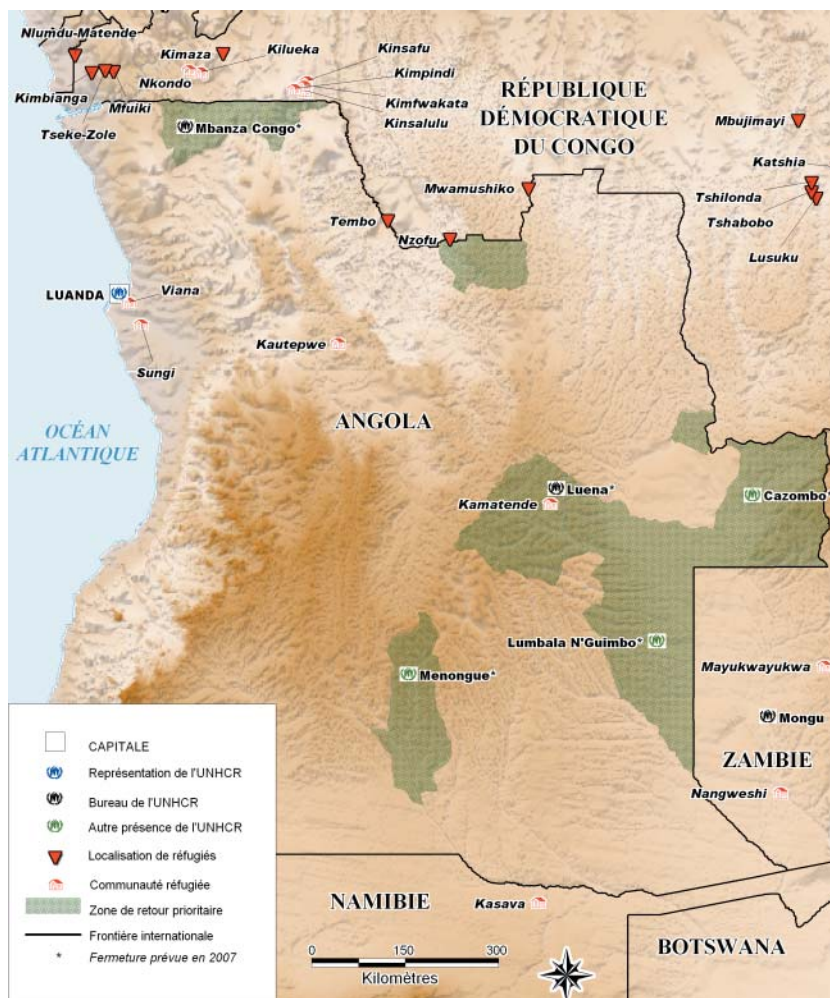 Nlumdu-Matende
Kimaza
Kilueka
Kinsafu
Kimpindi
Kimfwakata
Kinsalulu
Kimbianga
Nkondo
Mfuiki
Tseke-Zole
Mbanza Congo*
RÉPUBLIQUE
DÉMOCRATIQUE
DU CONGO
Mbujimayi
Katshia
Tshilonda
Tshabobo
Lusuku
Mwamushiko
Tembo
Nzofu
LUANDA
Viana
Sungi
Kautepwe
OCÉAN
ATLANTIQUE
ANGOLA
Luena*
Kamatende
Cazombo*
Lumbala N'Guimbo*
Menongue*
Mayukwayukwa
Mongu
ZAMBIE
Nangweshi
NAMIBIE
Kasava
BOTSWANA
CAPITALE
Représentation de l'UNHCR
Bureau de l'UNHCR
Autre présence de l'UNHCR
Localisation de réfugiés
Communauté réfugiée
Zone de retour prioritaire
Frontière internationale
* Fermeture prévue en 2007
0 150 300
Kilomètres